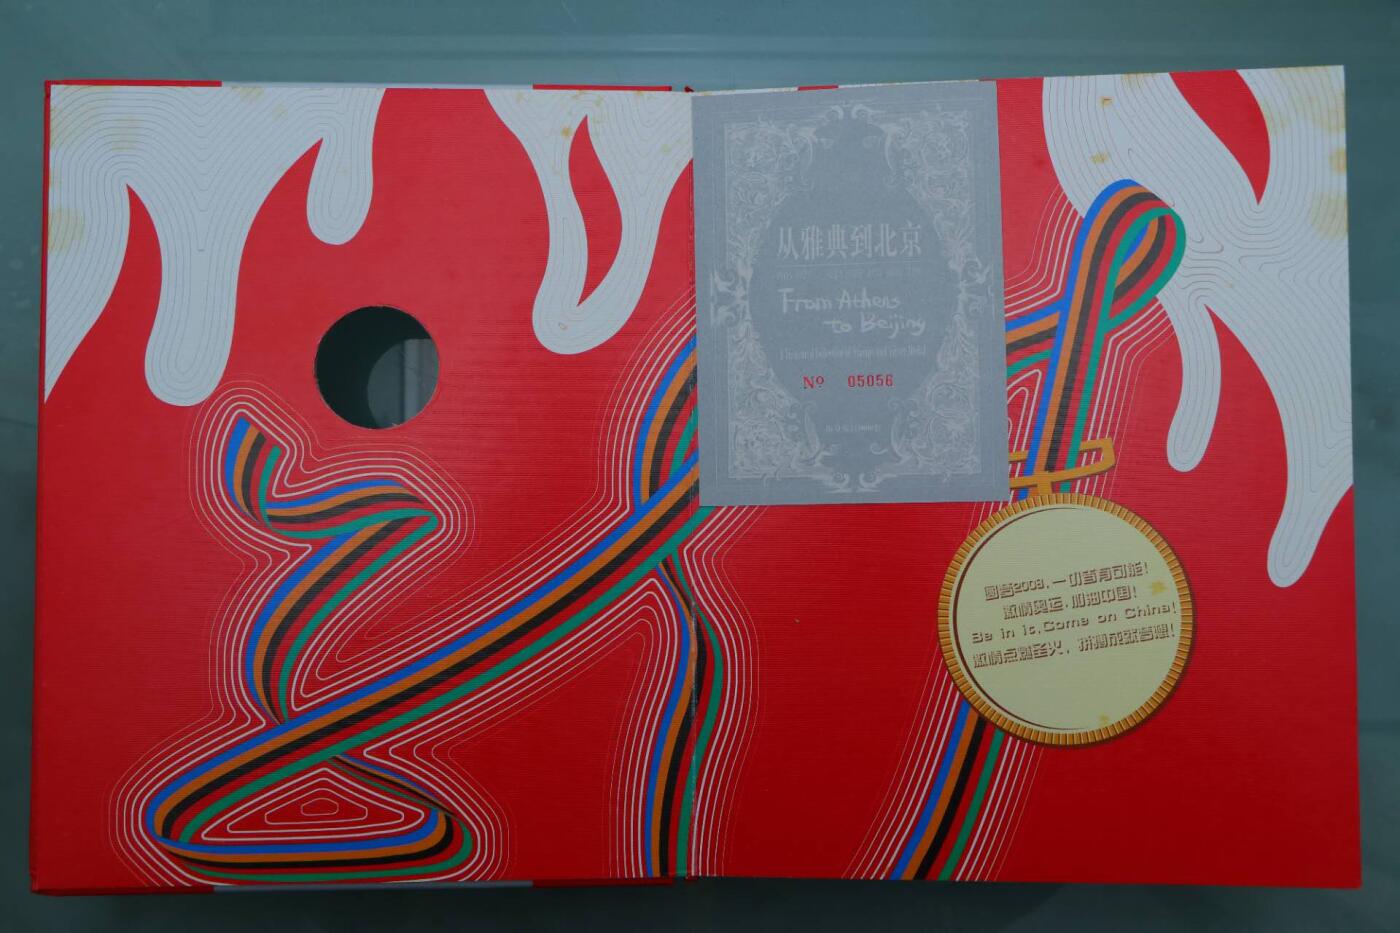 从雅典到北京
From Athens
to Beijing
№ 05056
圆梦2008,一切皆有可能!
激情奥运,加油中国!
Be in it,Come on China!
激情点燃圣火,拼搏成就梦想!